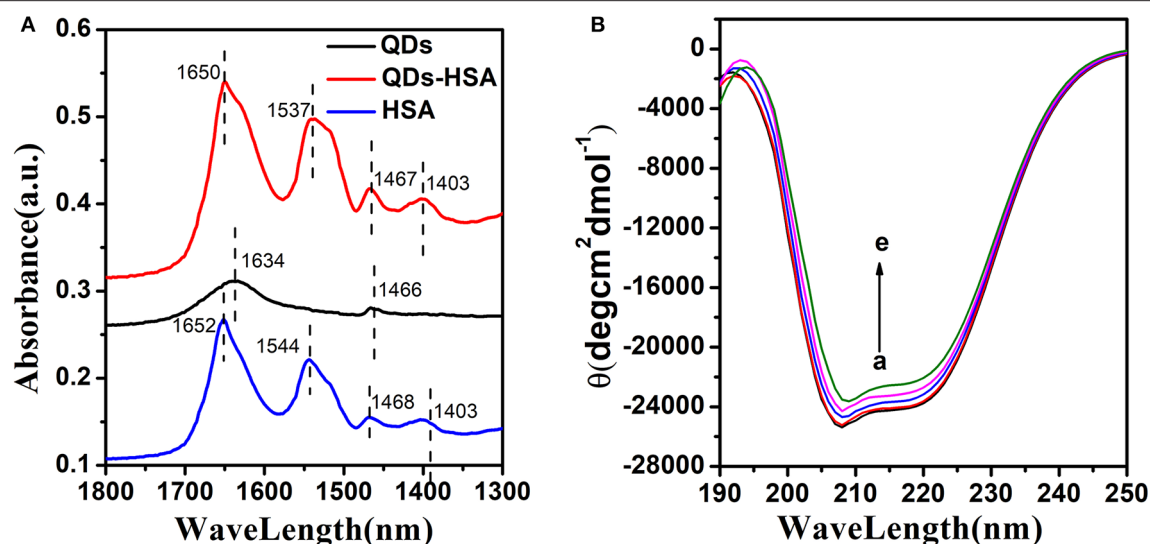 A
0.6
0.5
0.4
0.3
0.2
0.1
Absorbance(a.u.)
QDs
QDs-HSA
HSA
1650
1537
1467
1403
1634
1466
1652
1544
1468
1403
1800 1700 1600 1500 1400 1300
WaveLength(nm)
B
0
-4000
-8000
-12000
-16000
-20000
-24000
-28000
θ(degcm²dmol⁻¹)
e
a
190 200 210 220 230 240 250
WaveLength(nm)